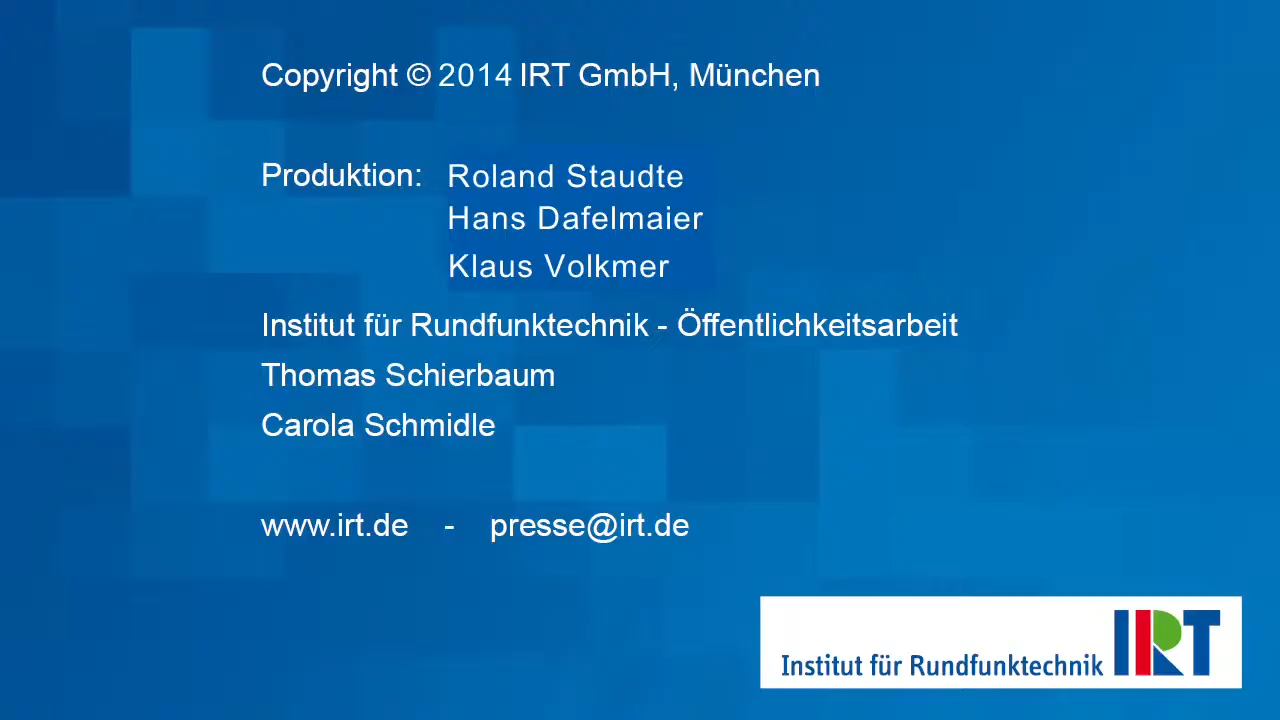 Copyright © 2014 IRT GmbH, München
Produktion: Roland Staudte
Hans Dafelmaier
Klaus Volkmer
Institut für Rundfunktechnik - Öffentlichkeitsarbeit
Thomas Schierbaum
Carola Schmidle
www.irt.de - presse@irt.de
Institut für Rundfunktechnik IRT